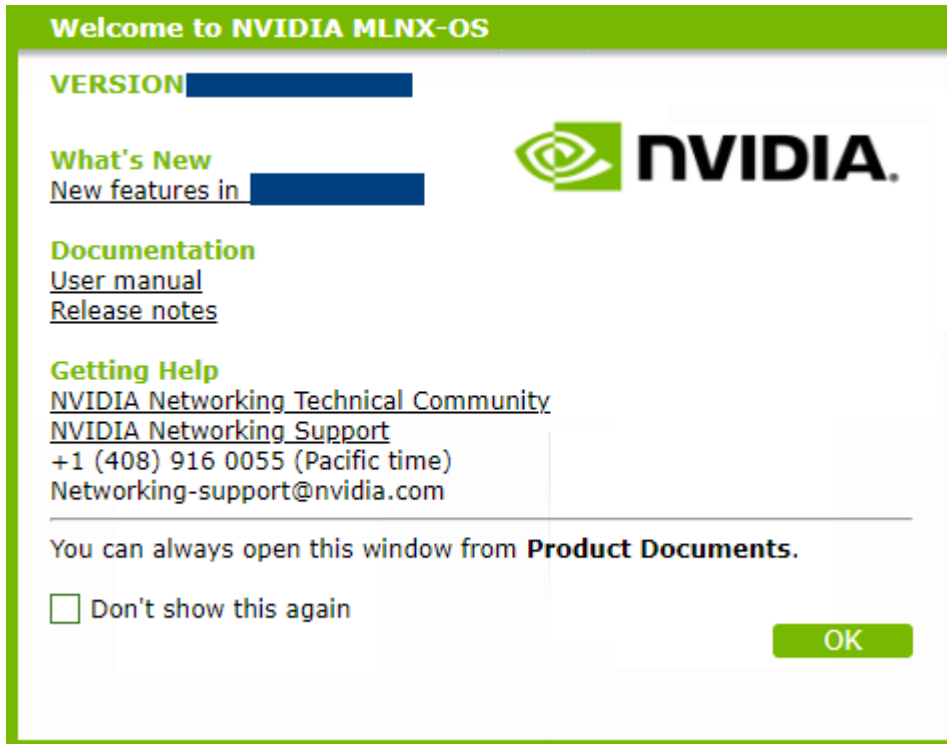 Welcome to NVIDIA MLNX-OS
VERSION
What's New
New features in
NVIDIA.
Documentation
User manual
Release notes
Getting Help
NVIDIA Networking Technical Community
NVIDIA Networking Support
+1 (408) 916 0055 (Pacific time)
Networking-support@nvidia.com
You can always open this window from Product Documents.
Don't show this again
OK